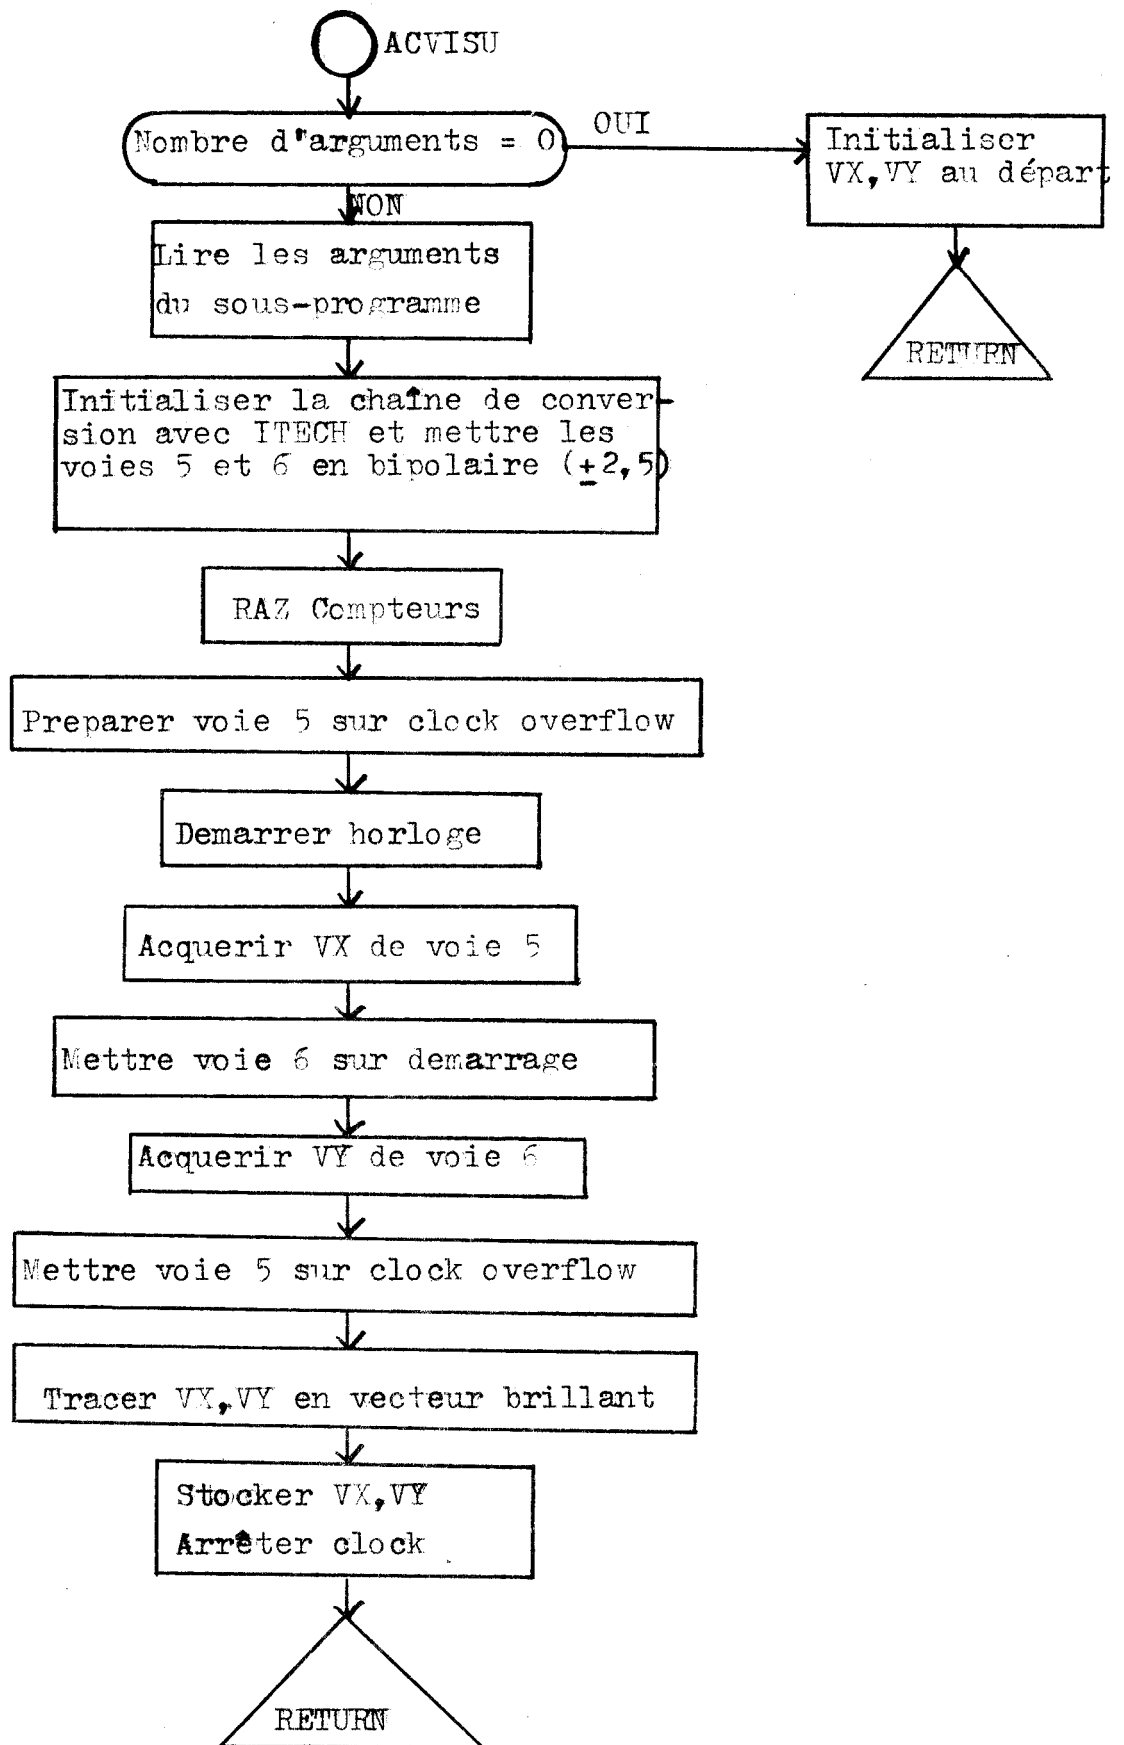 ACVISU
Nombre d'arguments = 0
OUI
Initialiser
VX,VY au départ
RETURN
NON
Lire les arguments
du sous-programme
Initialiser la chaîne de conver-
sion avec ITECH et mettre les
voies 5 et 6 en bipolaire (±2,5)
RAZ Compteurs
Preparer voie 5 sur clock overflow
Demarrer horloge
Acquerir VX de voie 5
Mettre voie 6 sur demarrage
Acquerir VY de voie 6
Mettre voie 5 sur clock overflow
Tracer VX,VY en vecteur brillant
Stocker VX,VY
Arrêter clock
RETURN